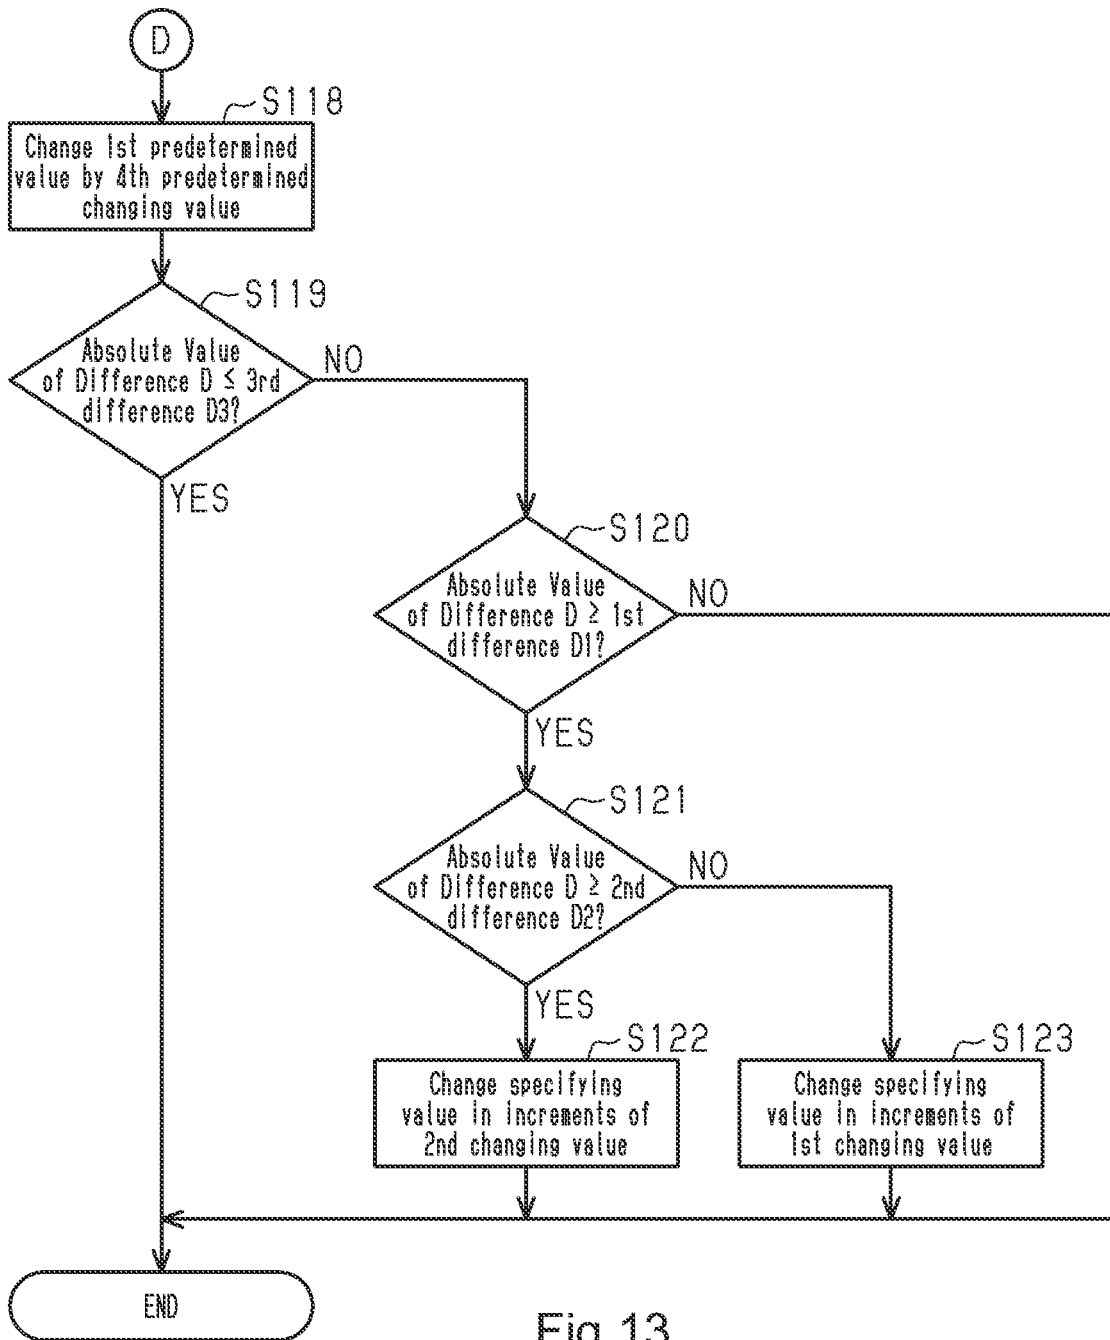 D
S118
Change 1st predetermined
value by 4th predetermined
changing value
S119
Absolute Value
of Difference D ≤ 3rd
difference D3?
NO
YES
S120
Absolute Value
of Difference D ≥ 1st
difference D1?
NO
YES
S121
Absolute Value
of Difference D ≥ 2nd
difference D2?
NO
YES
S122
Change specifying
value in increments of
2nd changing value
S123
Change specifying
value in increments of
1st changing value
END
Fig.13